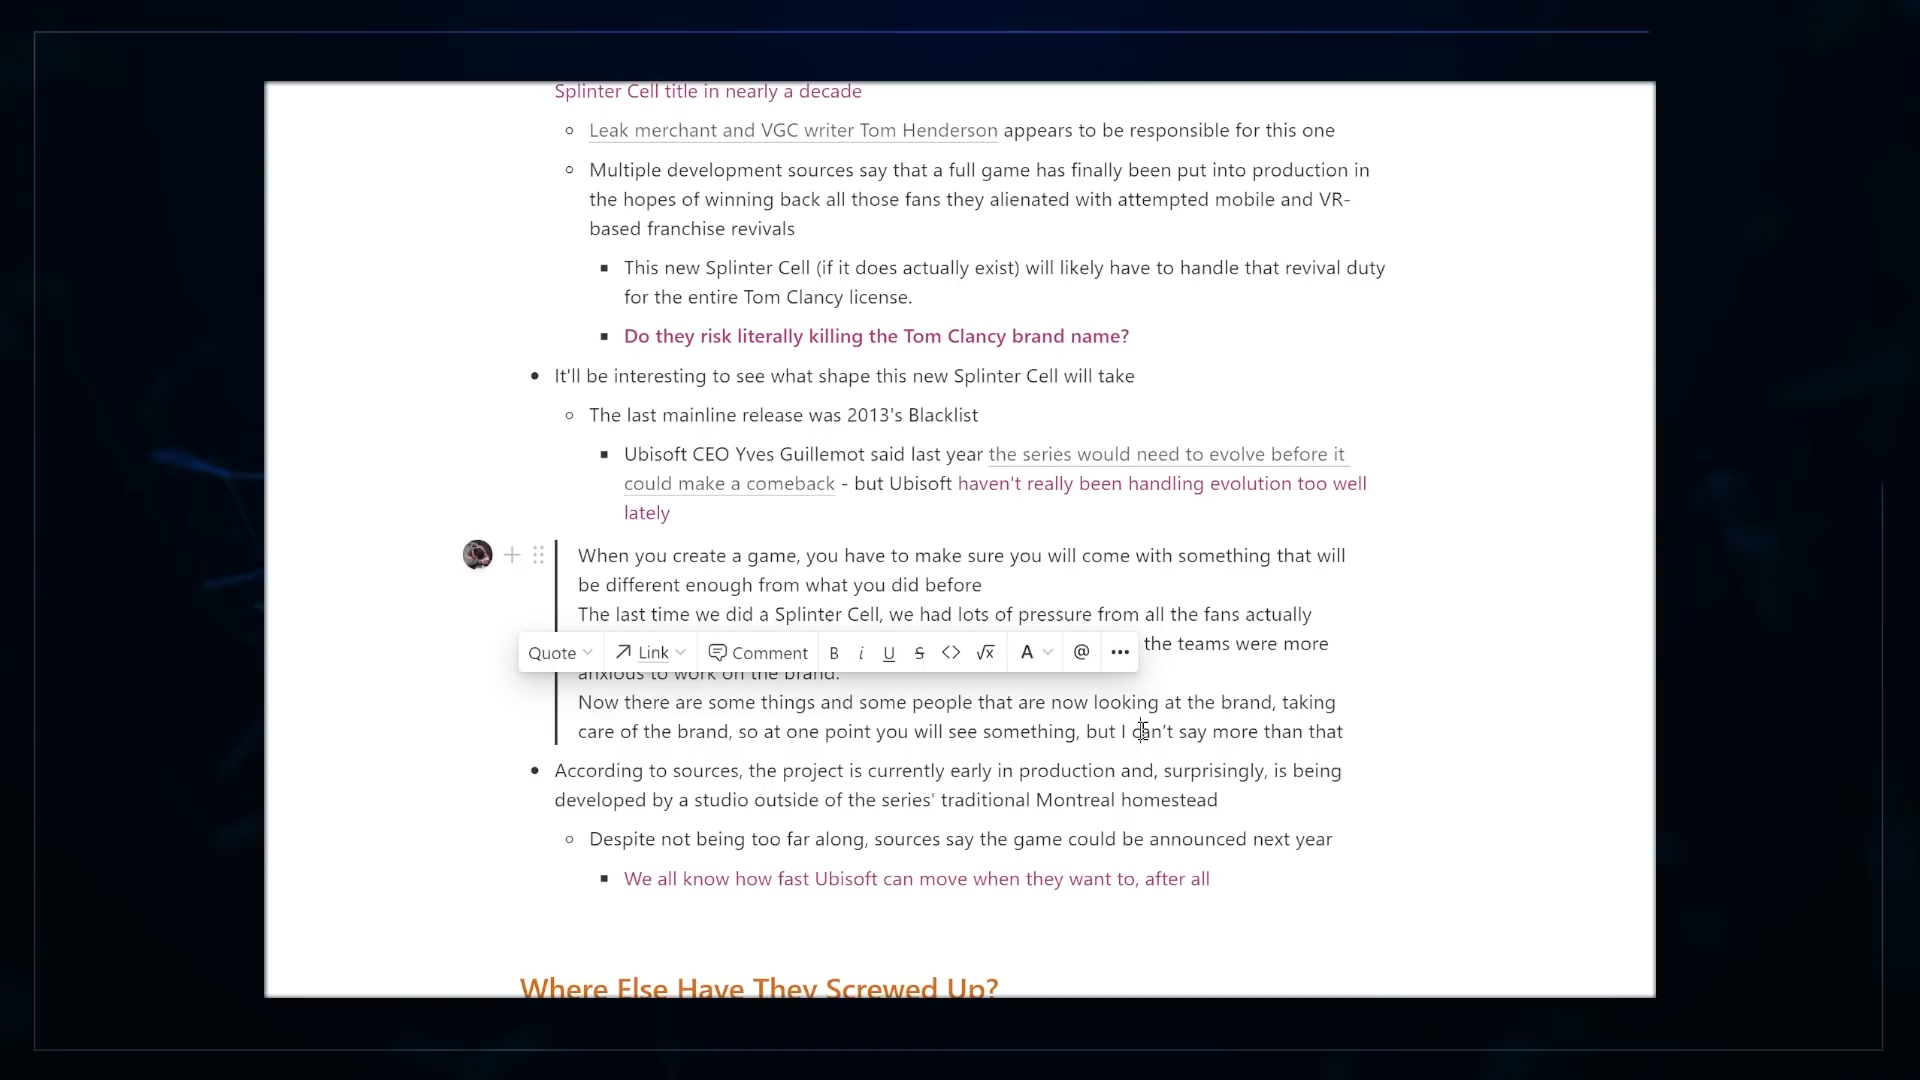 Splinter Cell title in nearly a decade
Leak merchant and VGC writer Tom Henderson appears to be responsible for this one
Multiple development sources say that a full game has finally been put into production in
the hopes of winning back all those fans they alienated with attempted mobile and VR-
based franchise revivals
This new Splinter Cell (if it does actually exist) will likely have to handle that revival duty
for the entire Tom Clancy license.
Do they risk literally killing the Tom Clancy brand name?
It'll be interesting to see what shape this new Splinter Cell will take
The last mainline release was 2013's Blacklist
Ubisoft CEO Yves Guillemot said last year the series would need to evolve before it
could make a comeback - but Ubisoft haven't really been handling evolution too well
lately
When you create a game, you have to make sure you will come with something that will
be different enough from what you did before
The last time we did a Splinter Cell, we had lots of pressure from all the fans actually
the teams were more
Quote Link Comment B i U S <> √x A @ •••
anxious to work on the brand.
Now there are some things and some people that are now looking at the brand, taking
care of the brand, so at one point you will see something, but I can’t say more than that
According to sources, the project is currently early in production and, surprisingly, is being
developed by a studio outside of the series' traditional Montreal homestead
Despite not being too far along, sources say the game could be announced next year
We all know how fast Ubisoft can move when they want to, after all
Where Else Have They Screwed Up?